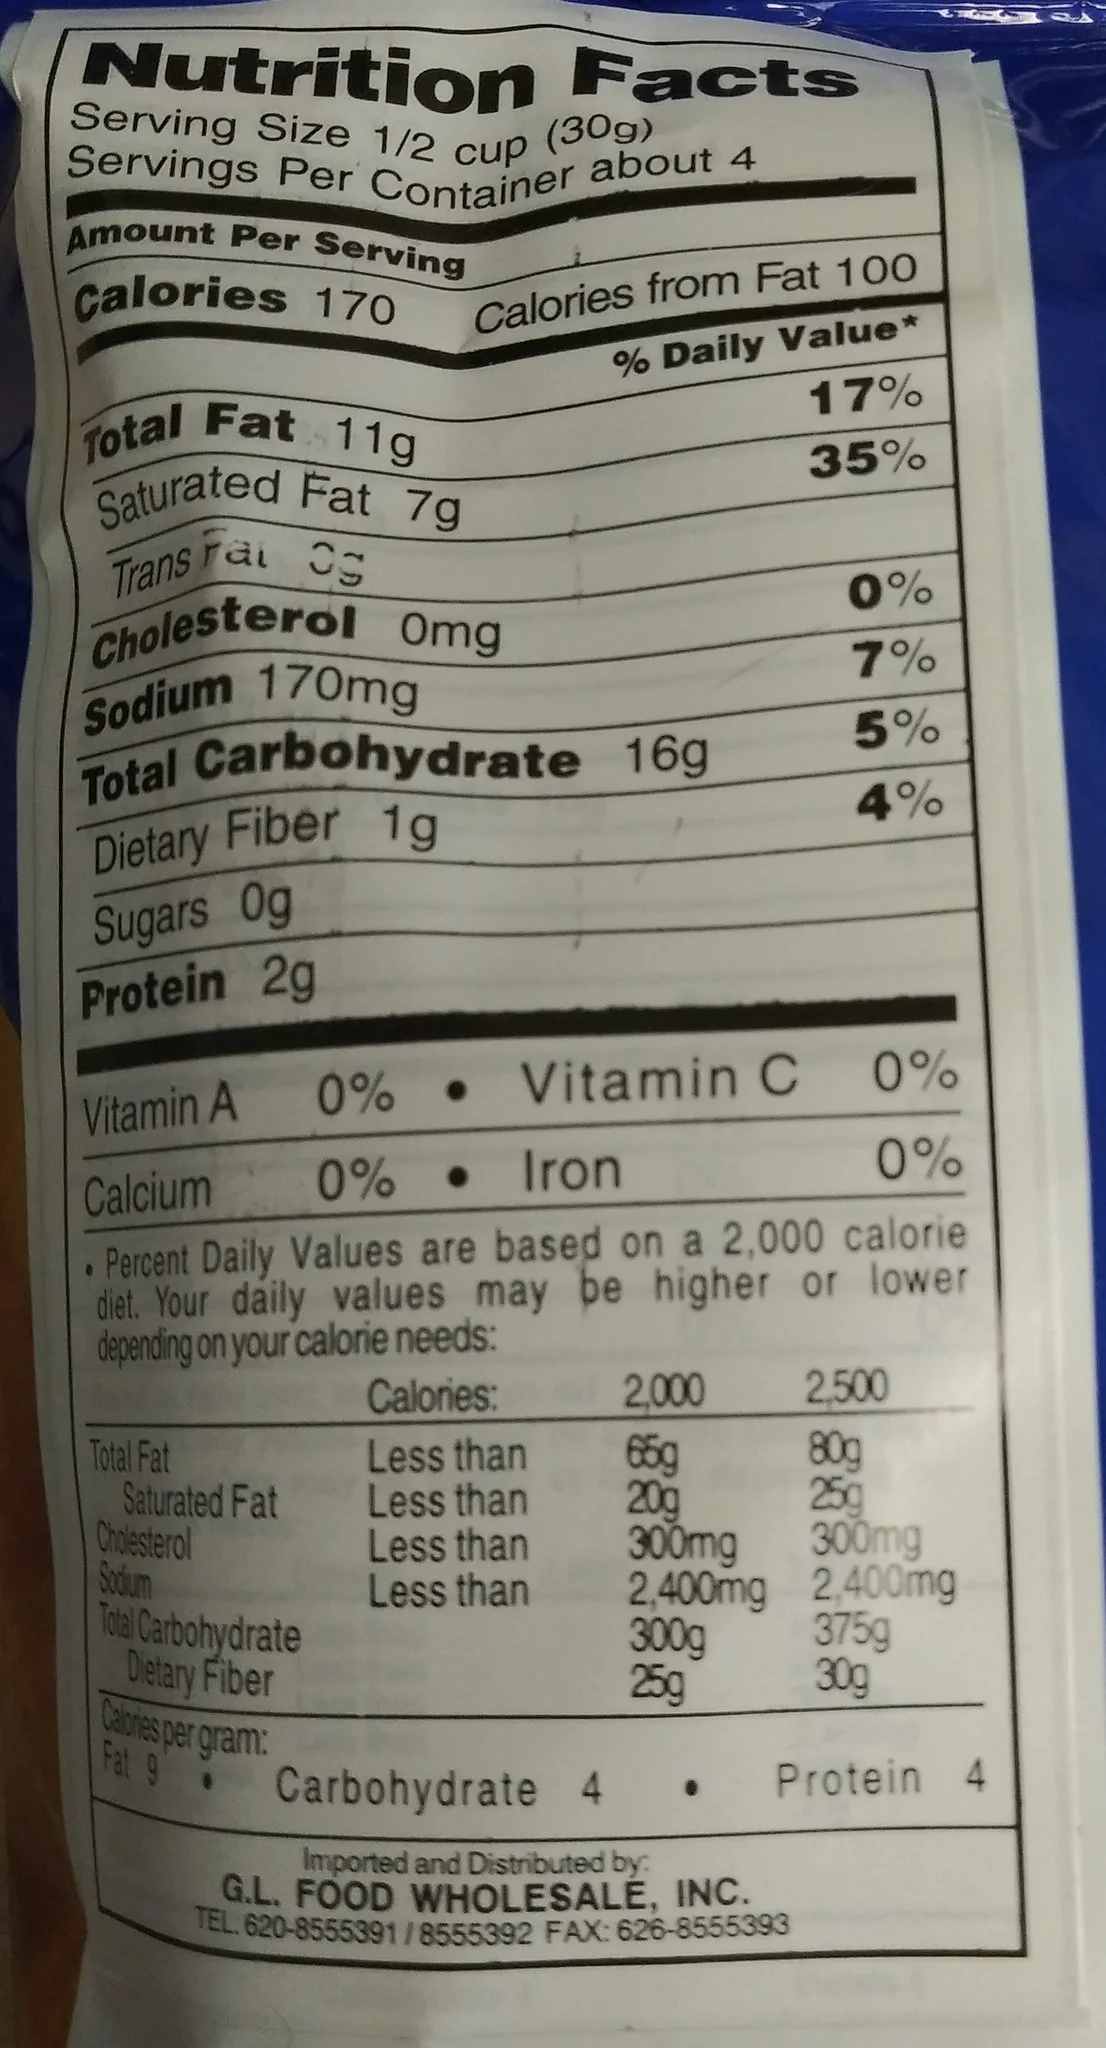 Nutrition Facts
Serving Size 1/2 cup (30g)
Servings Per Container about 4
Amount Per Serving
Calories 170 Calories from Fat 100
% Daily Value*
Total Fat 11g 17%
Saturated Fat 7g 35%
Trans Fat 0g
Cholesterol 0mg 0%
Sodium 170mg 7%
Total Carbohydrate 16g 5%
Dietary Fiber 1g 4%
Sugars 0g
Protein 2g
Vitamin A 0% • Vitamin C 0%
Calcium 0% • Iron 0%
• Percent Daily Values are based on a 2,000 calorie
diet. Your daily values may be higher or lower
depending on your calorie needs:
Calories: 2,000 2,500
Total Fat Less than 65g 80g
Saturated Fat Less than 20g 25g
Cholesterol Less than 300mg 300mg
Sodium Less than 2,400mg 2,400mg
Total Carbohydrate 300g 375g
Dietary Fiber 25g 30g
Calories per gram:
Fat 9 • Carbohydrate 4 • Protein 4
Imported and Distributed by:
G.L. FOOD WHOLESALE, INC.
TEL. 620-8555391 / 8555392 FAX: 626-8555393